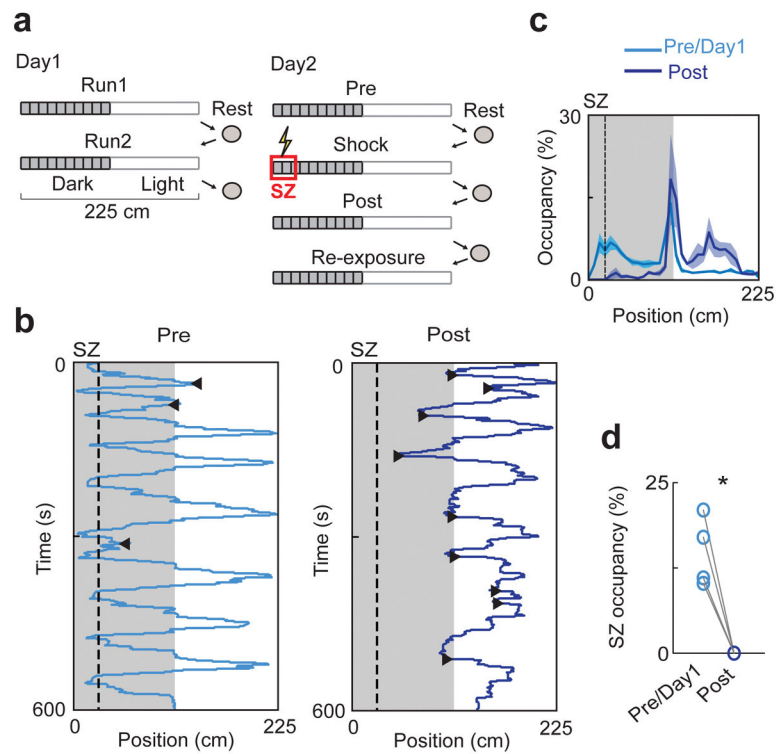 a
Day1
Run1
Rest
Run2
Dark
Light
225 cm
Day2
Pre
Rest
Shock
SZ
Post
Re-exposure
c
Pre/Day1
Post
SZ
30
Occupancy (%)
0
0
225
Position (cm)
b
SZ
Pre
0
Time (s)
600
0
225
Position (cm)
SZ
Post
0
Time (s)
600
0
225
Position (cm)
d
25
*
SZ occupancy (%)
0
Pre/Day1
Post